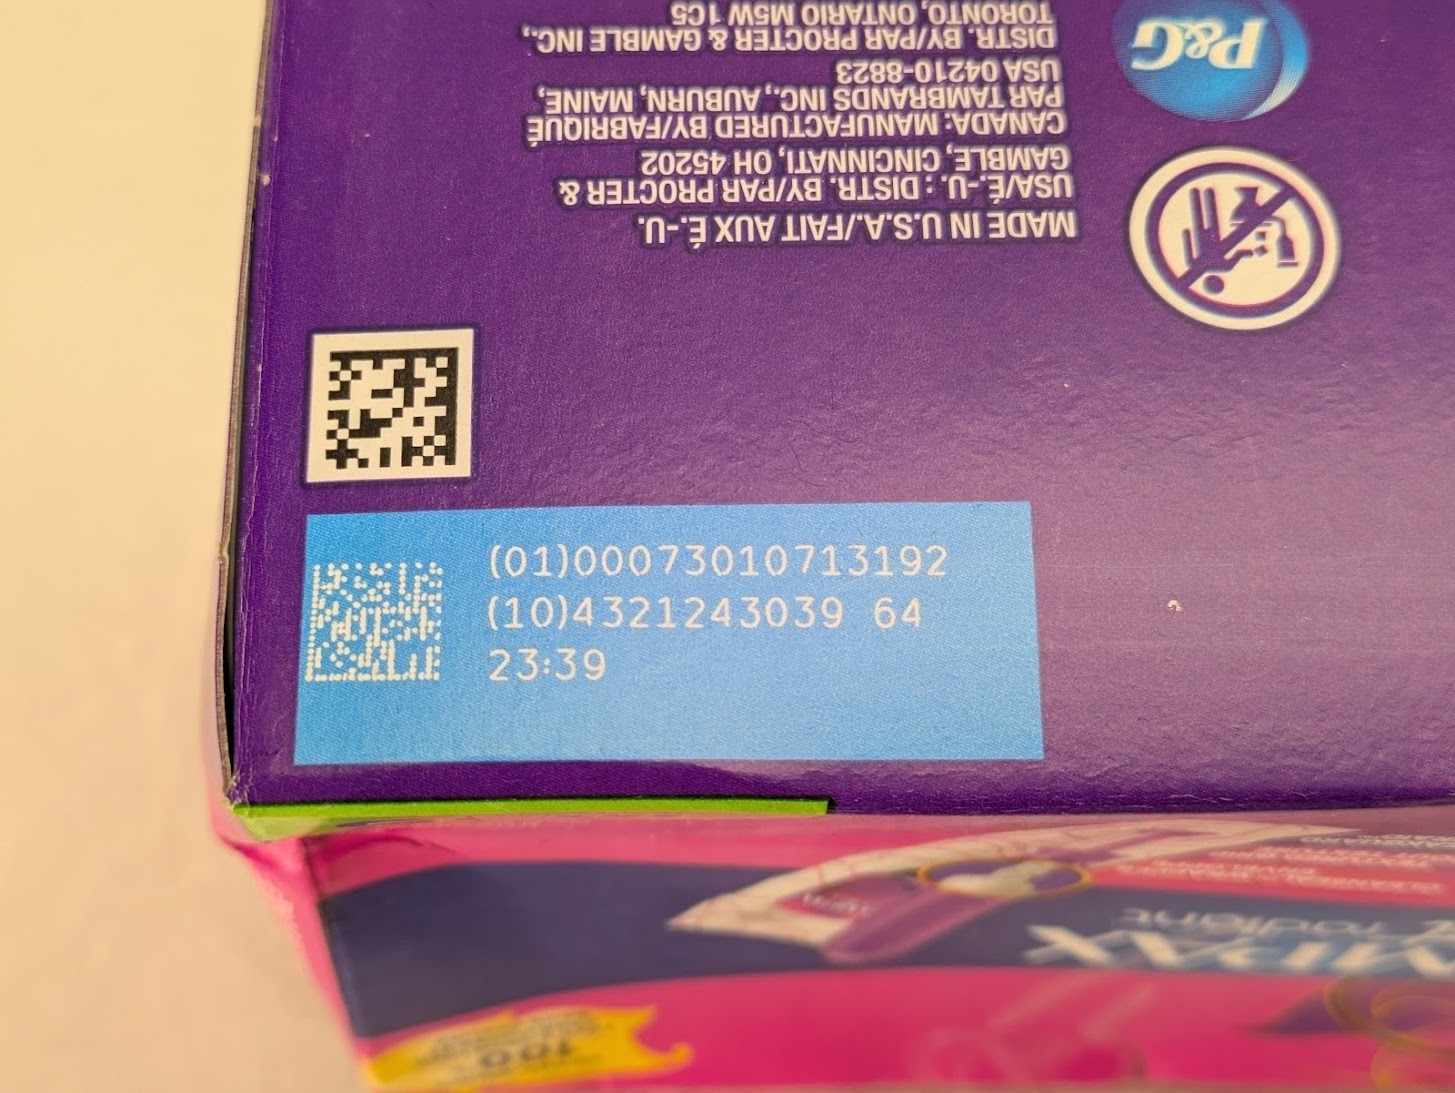 (01)00073010713192
(10)4321243039 64
23:39
MADE IN U.S.A./FAIT AUX É.-U.
USA/É.-U. : DISTR. BY/PAR PROCTER &
GAMBLE, CINCINNATI, OH 45202
CANADA: MANUFACTURED BY/FABRIQUÉ
PAR TAMBRANDS INC., AUBURN, MAINE,
USA 04210-8823
DISTR. BY/PAR PROCTER & GAMBLE INC.,
TORONTO, ONTARIO M5W 1C5
P&G
radiant
100